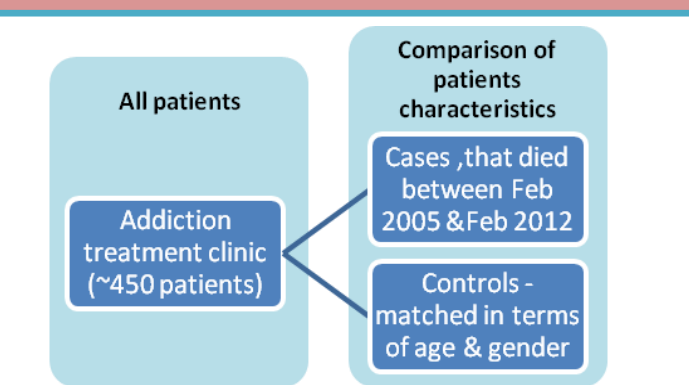 All patients
Addiction
treatment clinic
(~450 patients)
Comparison of
patients
characteristics
Cases ,that died
between Feb
2005 &Feb 2012
Controls -
matched in terms
of age & gender